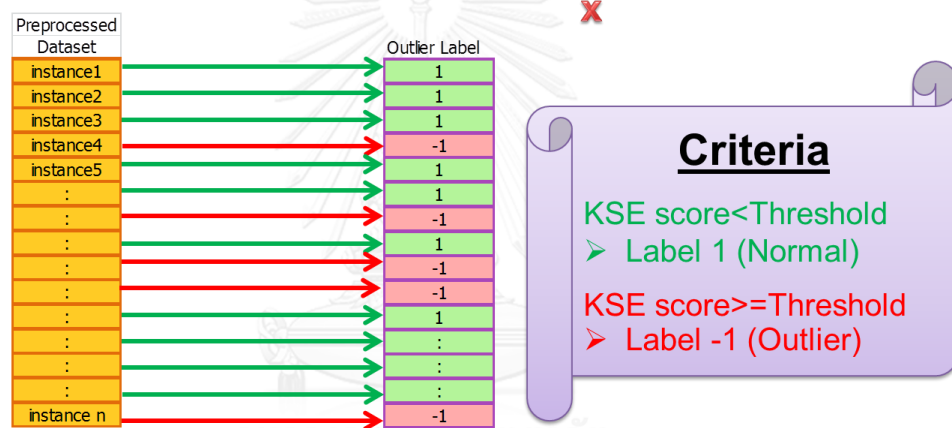 Preprocessed
Dataset
instance1
instance2
instance3
instance4
instance5
:
:
:
:
:
:
:
:
:
instance n
Outlier Label
1
1
1
-1
1
1
-1
1
-1
-1
1
:
:
:
-1
Criteria
KSE score<Threshold
➢ Label 1 (Normal)
KSE score>=Threshold
➢ Label -1 (Outlier)